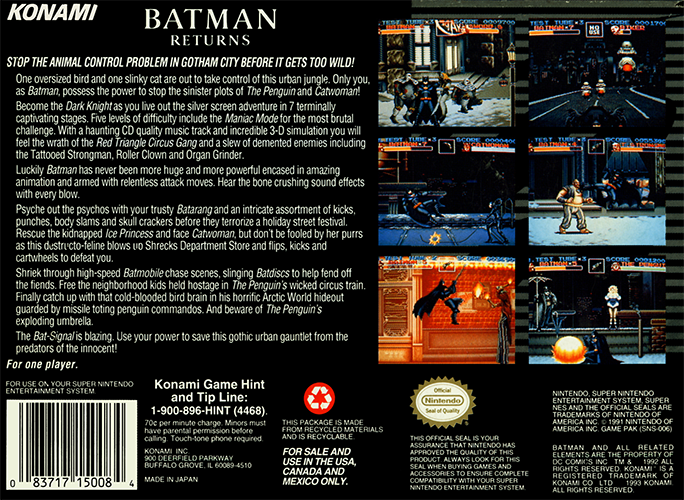 KONAMI
BATMAN
RETURNS
STOP THE ANIMAL CONTROL PROBLEM IN GOTHAM CITY BEFORE IT GETS TOO WILD!
One oversized bird and one slinky cat are out to take control of this urban jungle. Only you,
as Batman, possess the power to stop the sinister plots of The Penguin and Catwoman!
Become the Dark Knight as you live out the silver screen adventure in 7 terminally
captivating stages. Five levels of difficulty include the Maniac Mode for the most brutal
challenge. With a haunting CD quality music track and incredible 3-D simulation you will
feel the wrath of the Red Triangle Circus Gang and a slew of demented enemies including
the Tattooed Strongman, Roller Clown and Organ Grinder.
Luckily Batman has never been more huge and more powerful encased in amazing
animation and armed with relentless attack moves. Hear the bone crushing sound effects
with every blow.
Psyche out the psychos with your trusty Batarang and an intricate assortment of kicks,
punches, body slams and skull crackers before they terrorize a holiday street festival.
Rescue the kidnapped Ice Princess and face Catwoman, but don't be fooled by her purrs
as this destructo-feline blows up Shrecks Department Store and flips, kicks and
cartwheels to defeat you.
Shriek through high-speed Batmobile chase scenes, slinging Batdiscs to help fend off
the fiends. Free the neighborhood kids held hostage in The Penguin's wicked circus train.
Finally catch up with that cold-blooded bird brain in his horrific Arctic World hideout
guarded by missile toting penguin commandos. And beware of The Penguin's
exploding umbrella.
The Bat-Signal is blazing. Use your power to save this gothic urban gauntlet from the
predators of the innocent!
For one player.
FOR USE ON YOUR SUPER NINTENDO
ENTERTAINMENT SYSTEM.
0 83717 15008 4
Konami Game Hint
and Tip Line:
1-900-896-HINT (4468)
70¢ per minute charge. Minors must
have parental permission before
calling. Touch-tone phone required.
KONAMI INC.
900 DEERFIELD PARKWAY
BUFFALO GROVE, IL 60089-4510
MADE IN JAPAN
THIS PACKAGE IS MADE
FROM RECYCLED MATERIALS
AND IS RECYCLABLE.
FOR SALE AND
USE IN THE USA,
CANADA AND
MEXICO ONLY.
Official
Nintendo
Seal of Quality
THIS OFFICIAL SEAL IS YOUR
ASSURANCE THAT NINTENDO HAS
APPROVED THE QUALITY OF THIS
PRODUCT. ALWAYS LOOK FOR THIS
SEAL WHEN BUYING GAMES AND
ACCESSORIES TO ENSURE COMPLETE
COMPATIBILITY WITH YOUR SUPER
NINTENDO ENTERTAINMENT SYSTEM.
NINTENDO, SUPER NINTENDO
ENTERTAINMENT SYSTEM, SUPER
NES AND THE OFFICIAL SEALS ARE
TRADEMARKS OF NINTENDO OF
AMERICA INC. © 1991 NINTENDO OF
AMERICA INC. GAME PAK (SNS-006)
BATMAN AND ALL RELATED
ELEMENTS ARE THE PROPERTY OF
DC COMICS INC. TM & 1992 ALL
RIGHTS RESERVED. KONAMI ® IS A
REGISTERED TRADEMARK OF
KONAMI CO. LTD. 1993 KONAMI.
ALL RIGHTS RESERVED.